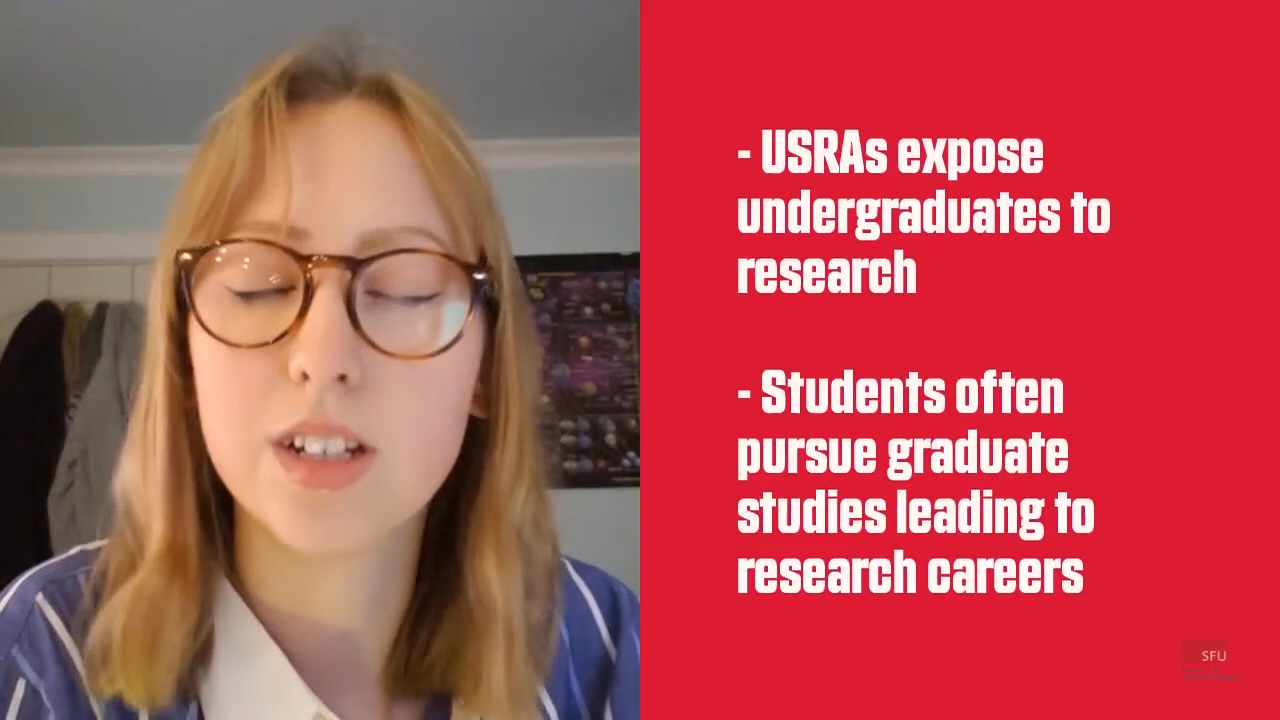 - USRAs expose
undergraduates to
research
- Students often
pursue graduate
studies leading to
research careers
SFU